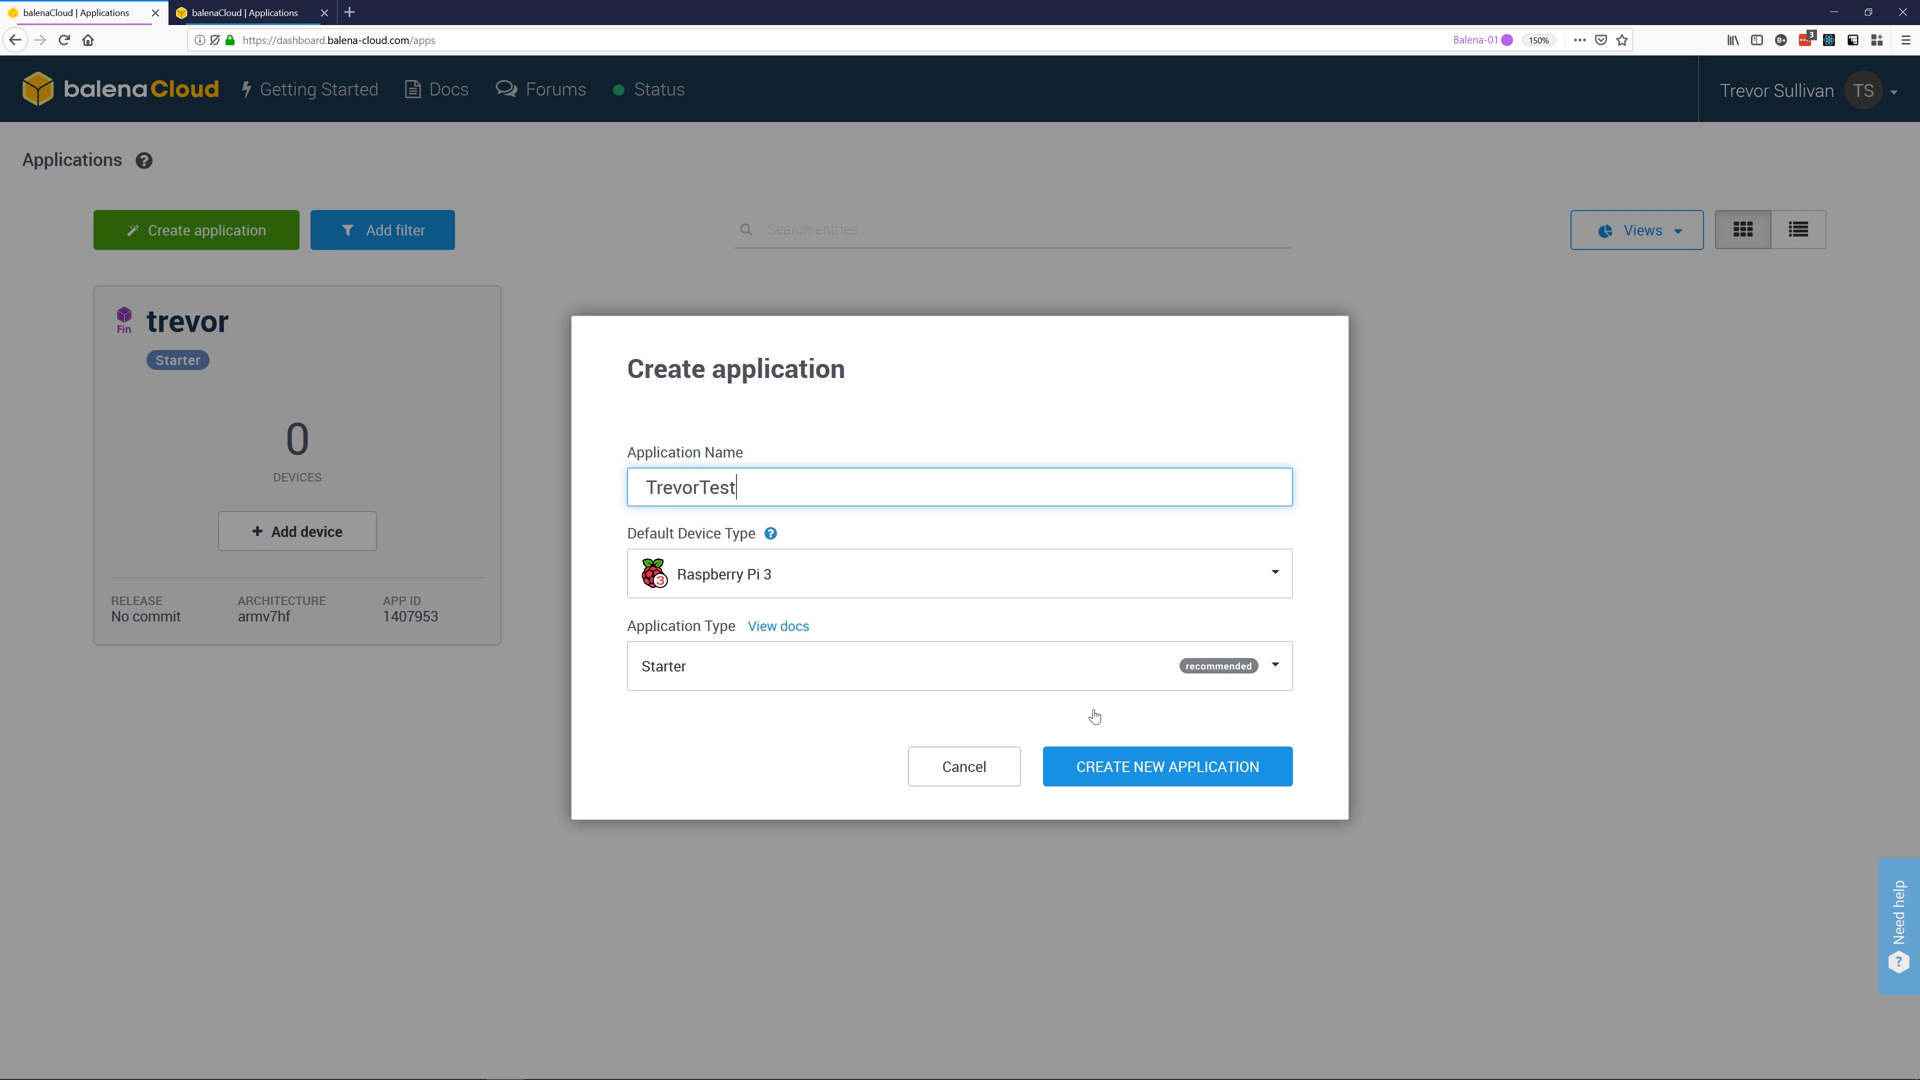 balenaCloud | Applications
balenaCloud | Applications
https://dashboard.balena-cloud.com/apps
Balena-01
150%
3
balenaCloud
Getting Started
Docs
Forums
Status
Trevor Sullivan
TS
Applications
Create application
Add filter
Search entries...
Views
Fin
trevor
Starter
0
DEVICES
+ Add device
RELEASE
No commit
ARCHITECTURE
armv7hf
APP ID
1407953
Create application
Application Name
TrevorTest
Default Device Type
3
Raspberry Pi 3
Application Type
View docs
Starter
recommended
Cancel
CREATE NEW APPLICATION
Need help